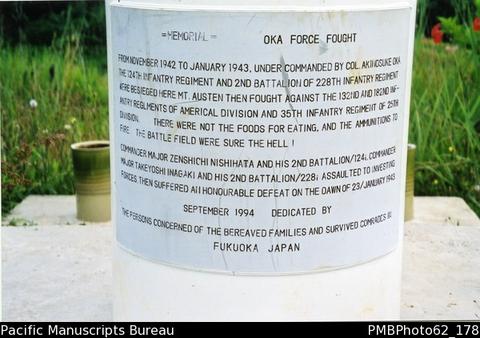 =MEMORIAL= OKA FORCE FOUGHT
FROM NOVEMBER 1942 TO JANUARY 1943, UNDER COMMANDED BY COL. AKINOSUKE OKA
THE 124TH INFANTRY REGIMENT AND 2ND BATTALION OF 228TH INFANTRY REGIMENT
WERE BESIEGED HERE MT. AUSTEN THEN FOUGHT AGAINST THE 132ND AND 182ND INF-
ANTRY REGIMENTS OF AMERICAL DIVISION AND 35TH INFANTRY REGIMENT OF 25TH
DIVISION. THERE WERE NOT THE FOODS FOR EATING, AND THE AMMUNITIONS TO
FIRE THE BATTLE FIELD WERE SURE THE HELL !
COMMANDER MAJOR ZENSHICHI NISHIHATA AND HIS 2ND BATTALION/124i, COMMANDER
MAJOR TAKEYOSHI INAGAKI AND HIS 2ND BATTALION/228i ASSAULTED TO INVESTING
FORCES THEN SUFFERED AN HONOURABLE DEFEAT ON THE DAWN OF 23/JANUARY 1943
SEPTEMBER 1994 DEDICATED BY
THE PERSONS CONCERNED OF THE BEREAVED FAMILIES AND SURVIVED COMRADES IN
FUKUOKA JAPAN
Pacific Manuscripts Bureau PMBPhoto62_178